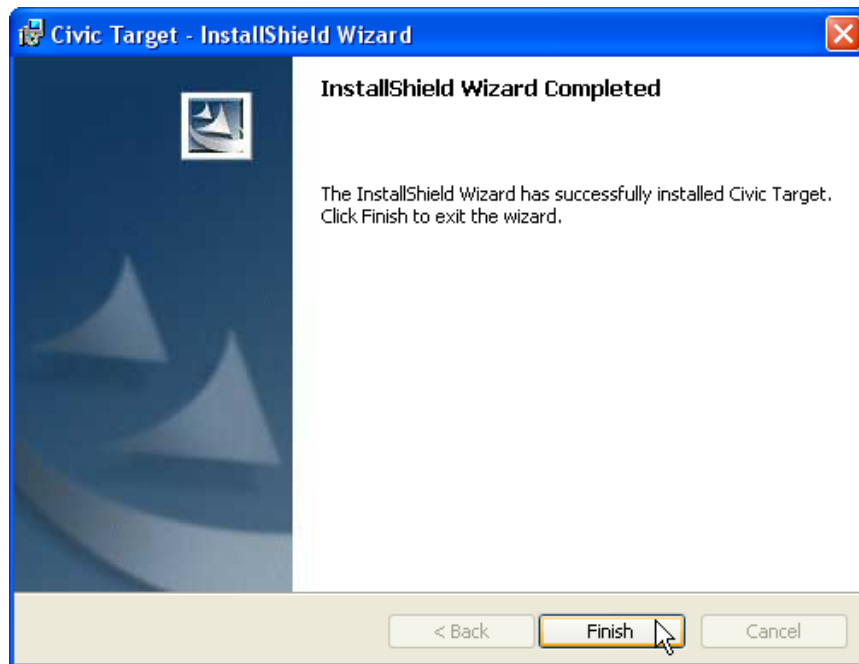 Civic Target - InstallShield Wizard
InstallShield Wizard Completed
The InstallShield Wizard has successfully installed Civic Target.
Click Finish to exit the wizard.
< Back
Finish
Cancel